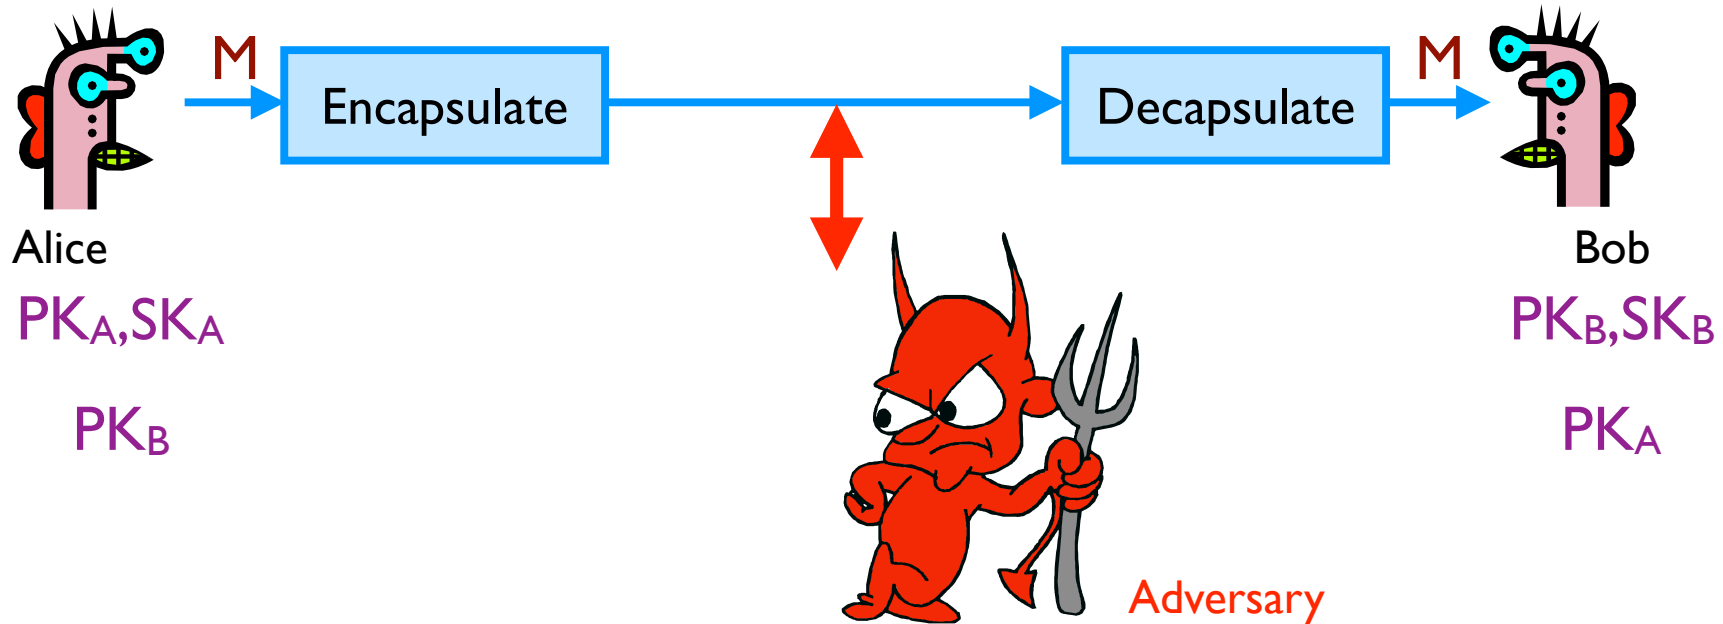 M
M
Encapsulate
Decapsulate
Alice
Bob
PKA,SKA
PKB,SKB
PKB
PKA
Adversary